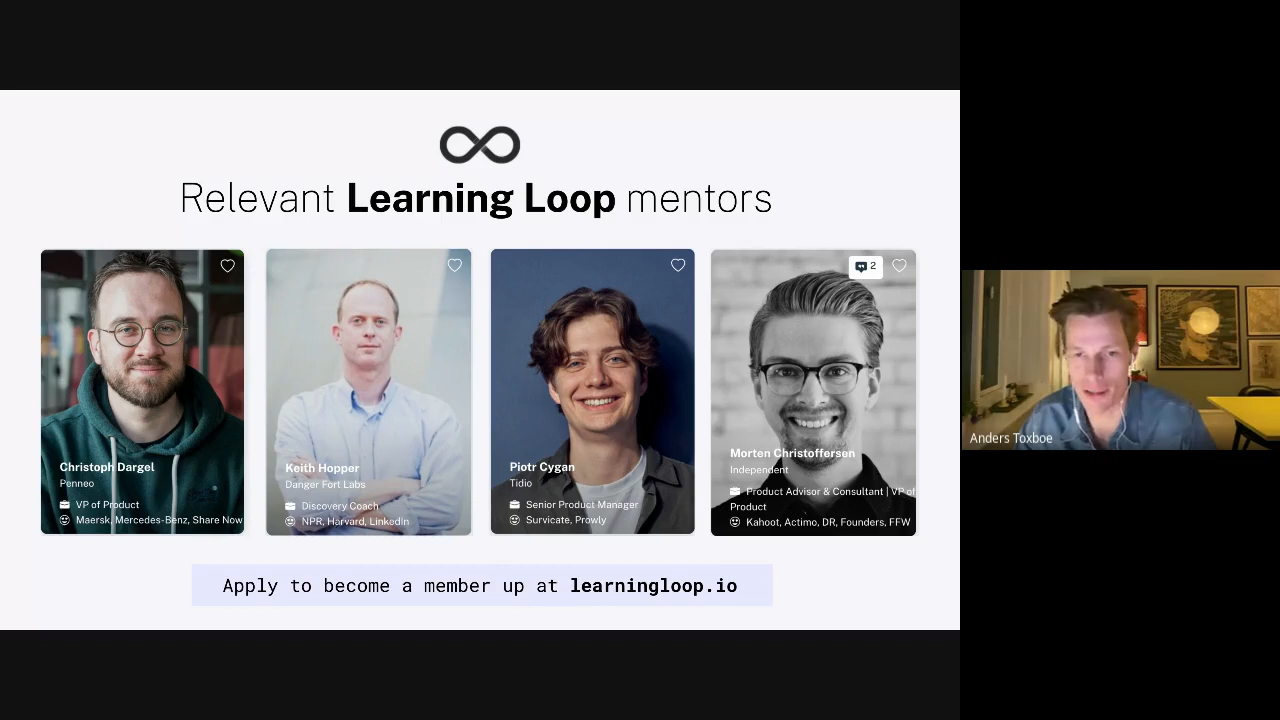 Relevant Learning Loop mentors
2
Christoph Dargel
Penneo
VP of Product
Maersk, Mercedes-Benz, Share Now
Keith Hopper
Danger Fort Labs
Discovery Coach
NPR, Harvard, LinkedIn
Piotr Cygan
Tidio
Senior Product Manager
Survicate, Prowly
Morten Christoffersen
Independent
Product Advisor & Consultant | VP of
Product
Kahoot, Actimo, DR, Founders, FFW
Apply to become a member up at learningloop.io
Anders Toxboe